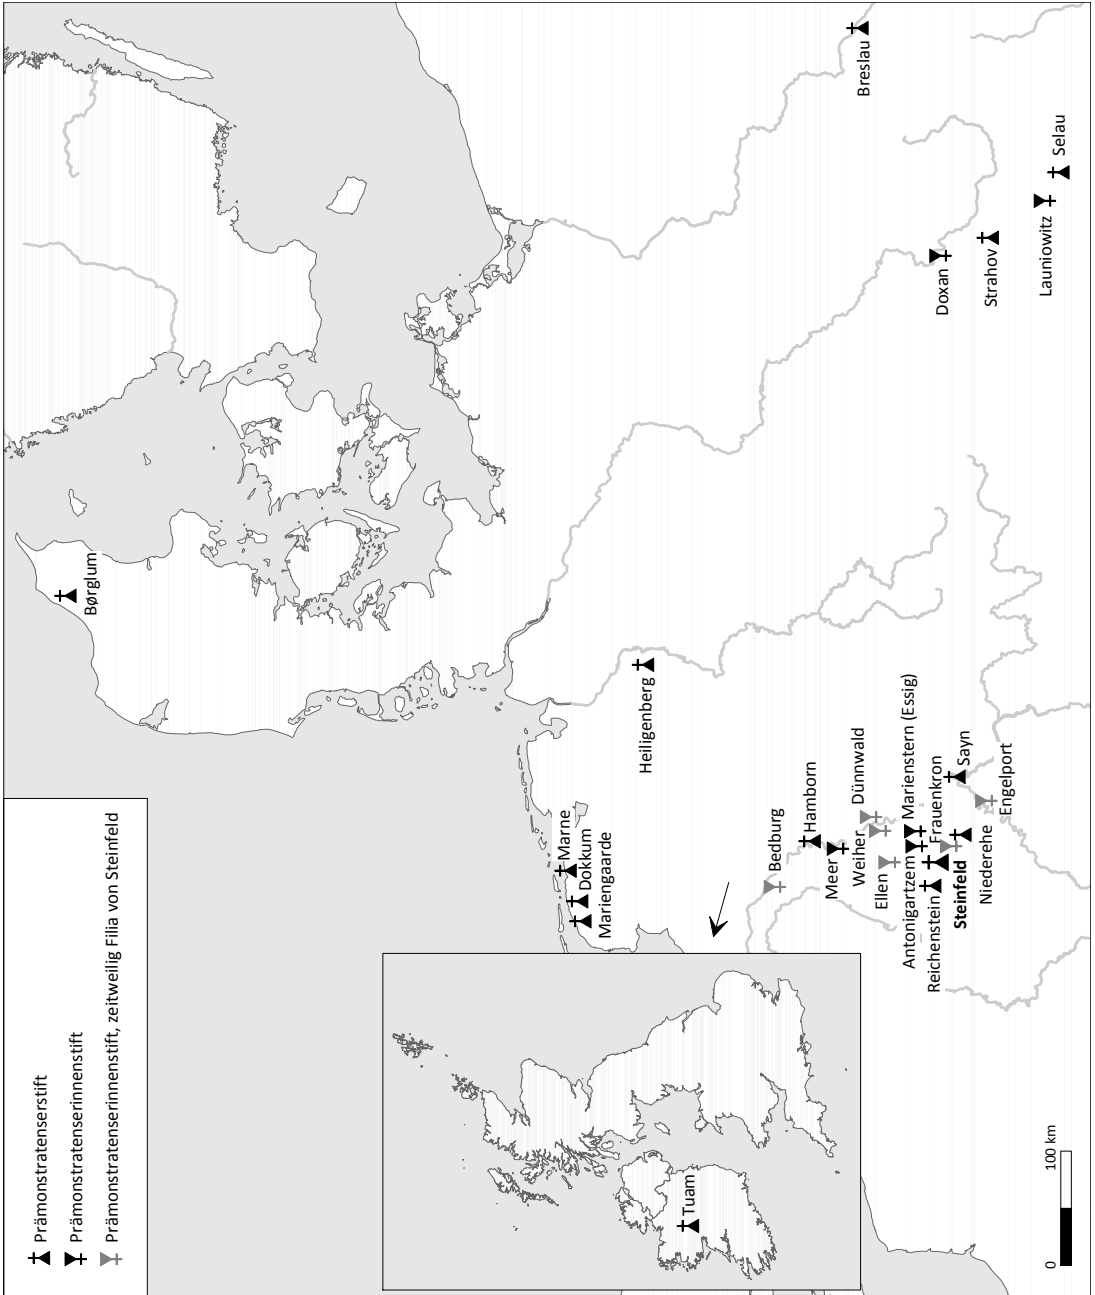 Prämonstratenserstift
Prämonstratenserinnenstift
Prämonstratenserinnenstift, zeitweilig Filia von Steinfeld
Børglum
Breslau
Selau
Launiowitz
Strahov
Doxan
Heiligenberg
Marne
Dokkum
Mariengaarde
Bedburg
Hamborn
Meer
Dünnwald
Weiher
Ellen
Marienstern (Essig)
Antonigartzem
Frauenkron
Reichenstein
Steinfeld
Sayn
Niederehe
Engelport
Tuam
0
100 km